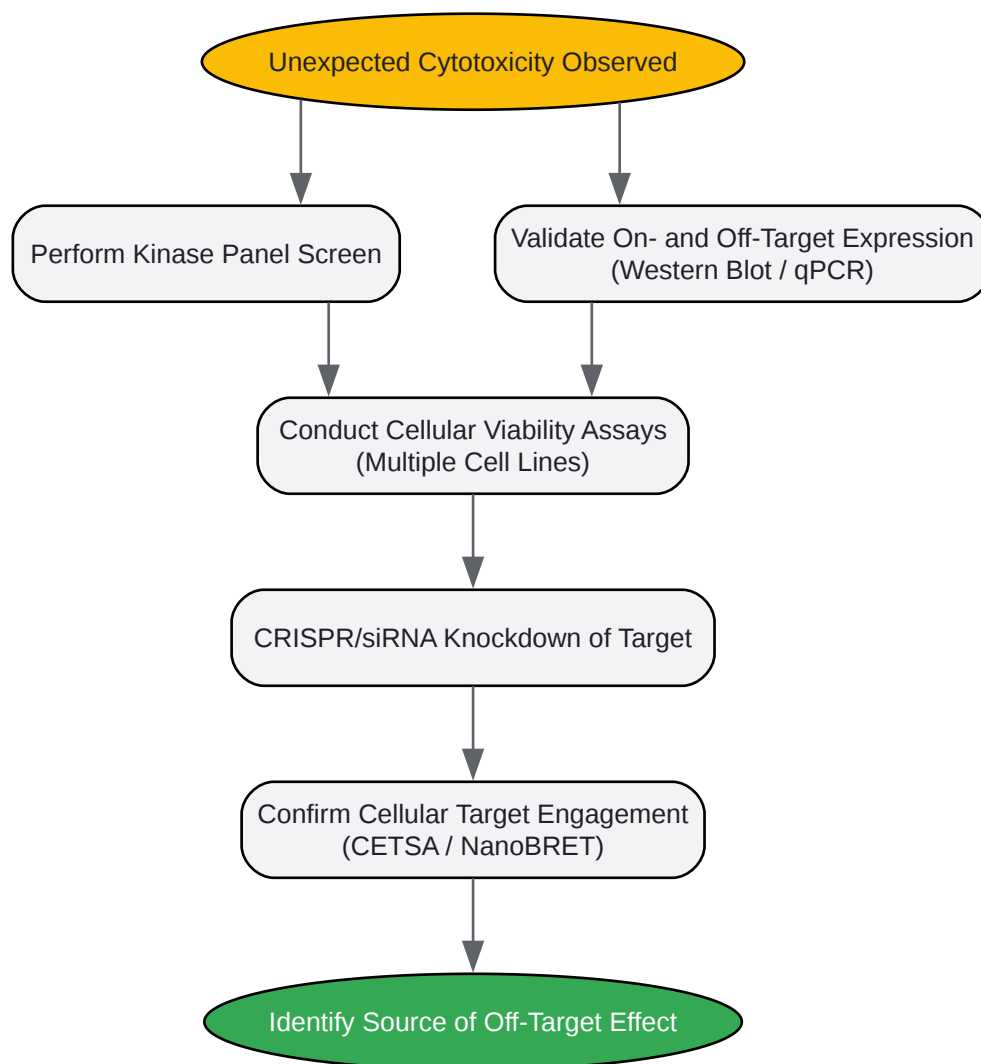 Unexpected Cytotoxicity Observed
Perform Kinase Panel Screen
Validate On- and Off-Target Expression
(Western Blot / qPCR)
Conduct Cellular Viability Assays
(Multiple Cell Lines)
CRISPR/siRNA Knockdown of Target
Confirm Cellular Target Engagement
(CETSA / NanoBRET)
Identify Source of Off-Target Effect